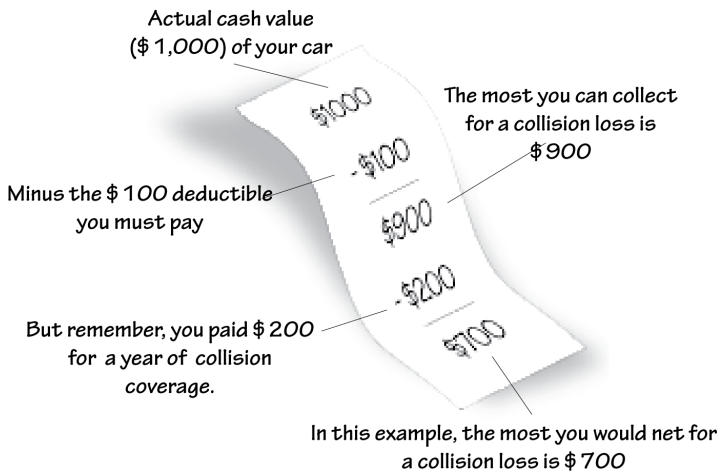 Actual cash value
($ 1,000) of your car
$1000
The most you can collect
for a collision loss is
$ 900
- $100
Minus the $ 100 deductible
you must pay
$900
- $200
But remember, you paid $ 200
for a year of collision
coverage.
$700
In this example, the most you would net for
a collision loss is $ 700